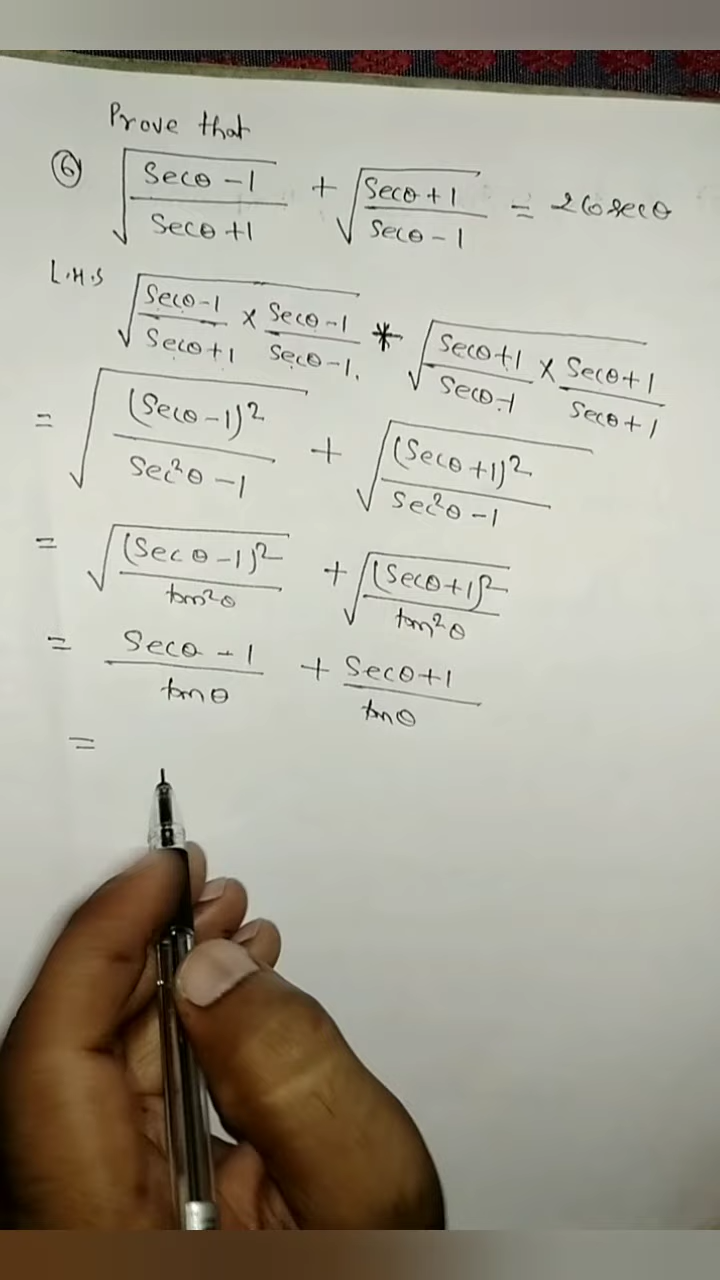 Prove that
⑥ √((Secθ -1)/(Secθ +1)) + √((Secθ +1)/(Secθ -1)) = 2Cosecθ
L.H.S √((Secθ-1)/(Secθ+1) × (Secθ-1)/(Secθ-1.)) + √((Secθ+1)/(Secθ-1) × (Secθ+1)/(Secθ+1))
= √((Secθ-1)²/(Sec²θ-1)) + √((Secθ+1)²/(Sec²θ-1))
= √((Secθ-1)²/tan²θ) + √((Secθ+1)²/tan²θ)
= (Secθ-1)/tanθ + (Secθ+1)/tanθ
=